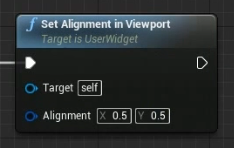 f Set Alignment in Viewport
Target is UserWidget
Target self
Alignment X 0.5 Y 0.5